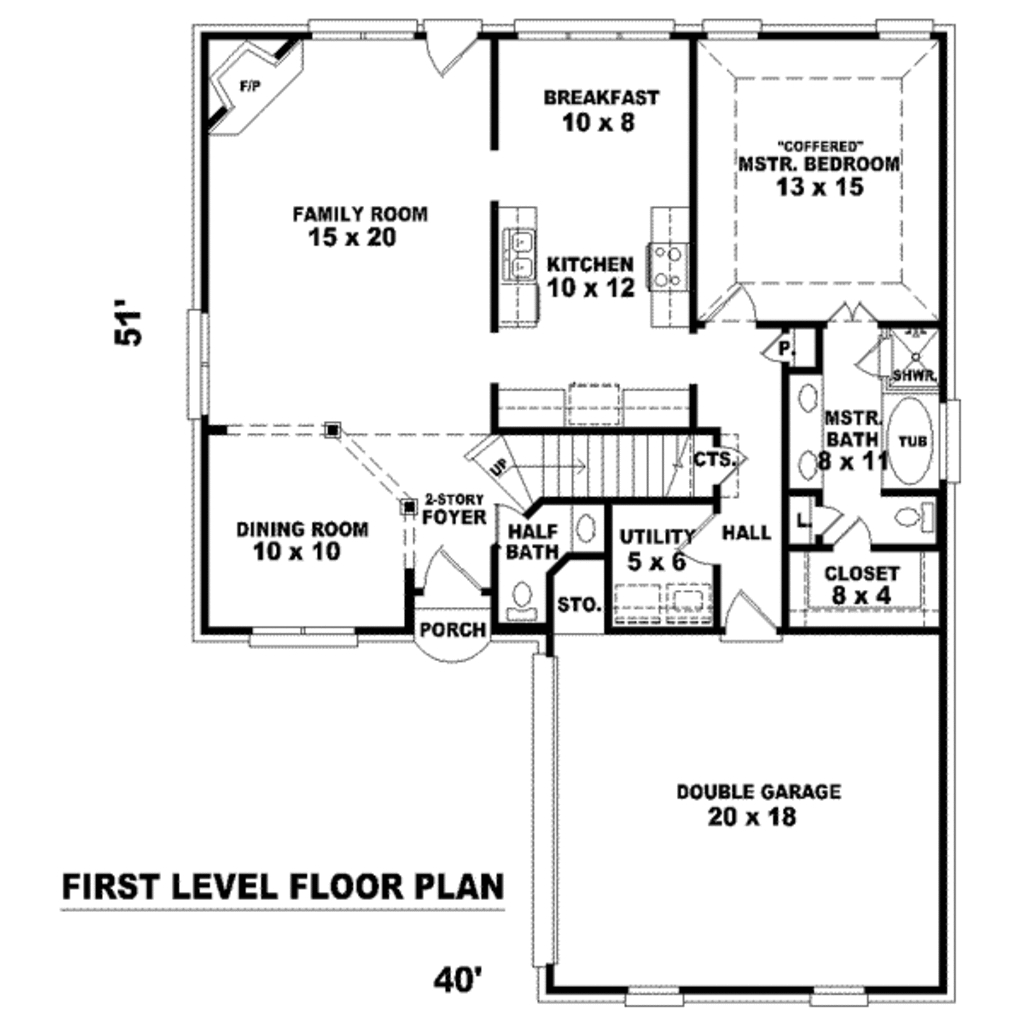 F/P
BREAKFAST
10 x 8
"COFFERED"
MSTR. BEDROOM
13 x 15
FAMILY ROOM
15 x 20
KITCHEN
10 x 12
51'
P.
SHWR.
MSTR.
BATH
8 x 11
TUB
UP
CTS.
2-STORY
FOYER
DINING ROOM
10 x 10
HALF
BATH
UTILITY
5 x 6
HALL
L.
CLOSET
8 x 4
STO.
PORCH
DOUBLE GARAGE
20 x 18
FIRST LEVEL FLOOR PLAN
40'